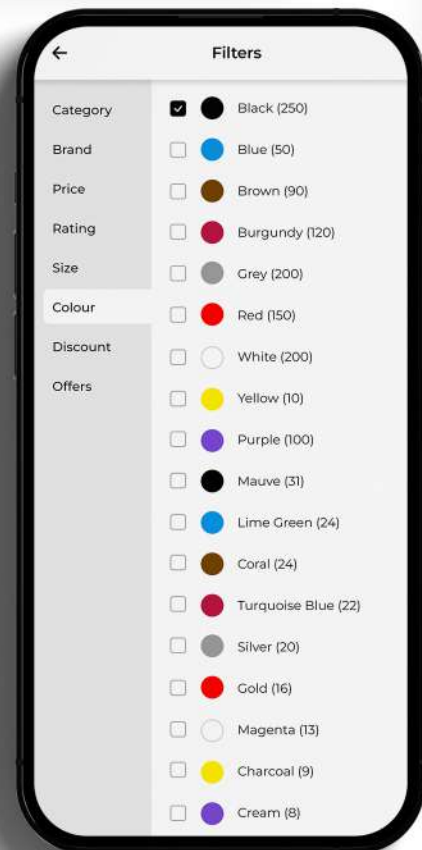 Filters
Category
Brand
Price
Rating
Size
Colour
Discount
Offers
Black (250)
Blue (50)
Brown (90)
Burgundy (120)
Grey (200)
Red (150)
White (200)
Yellow (10)
Purple (100)
Mauve (31)
Lime Green (24)
Coral (24)
Turquoise Blue (22)
Silver (20)
Gold (16)
Magenta (13)
Charcoal (9)
Cream (8)